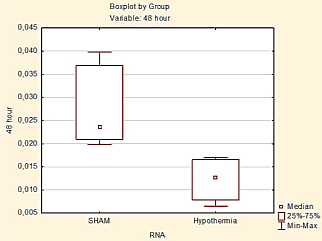 Boxplot by Group
Variable: 48 hour
0,045
0,040
0,035
0,030
0,025
0,020
0,015
0,010
0,005
48 hour
SHAM
Hypothermia
RNA
Median
25%-75%
Min-Max